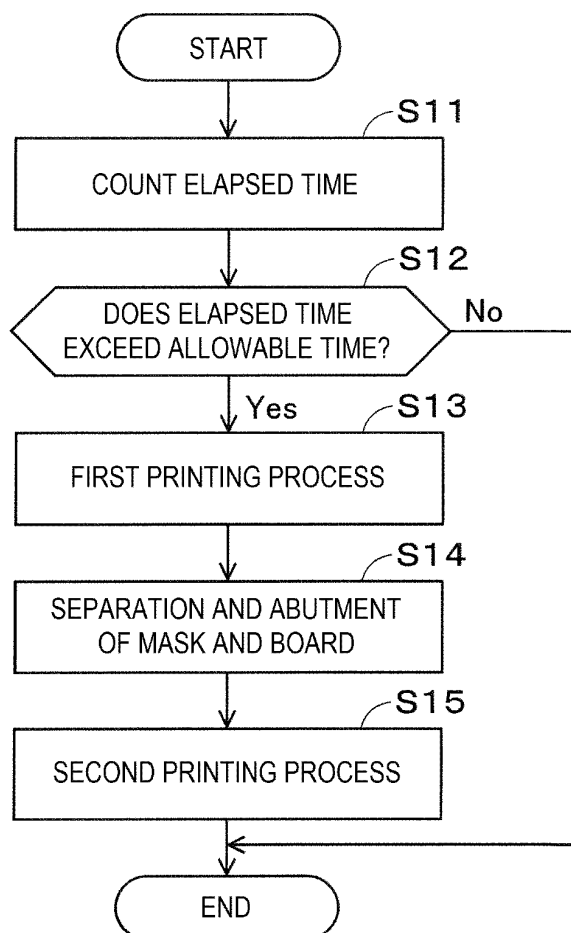 START
S11
COUNT ELAPSED TIME
S12
DOES ELAPSED TIME
EXCEED ALLOWABLE TIME?
No
Yes
S13
FIRST PRINTING PROCESS
S14
SEPARATION AND ABUTMENT
OF MASK AND BOARD
S15
SECOND PRINTING PROCESS
END